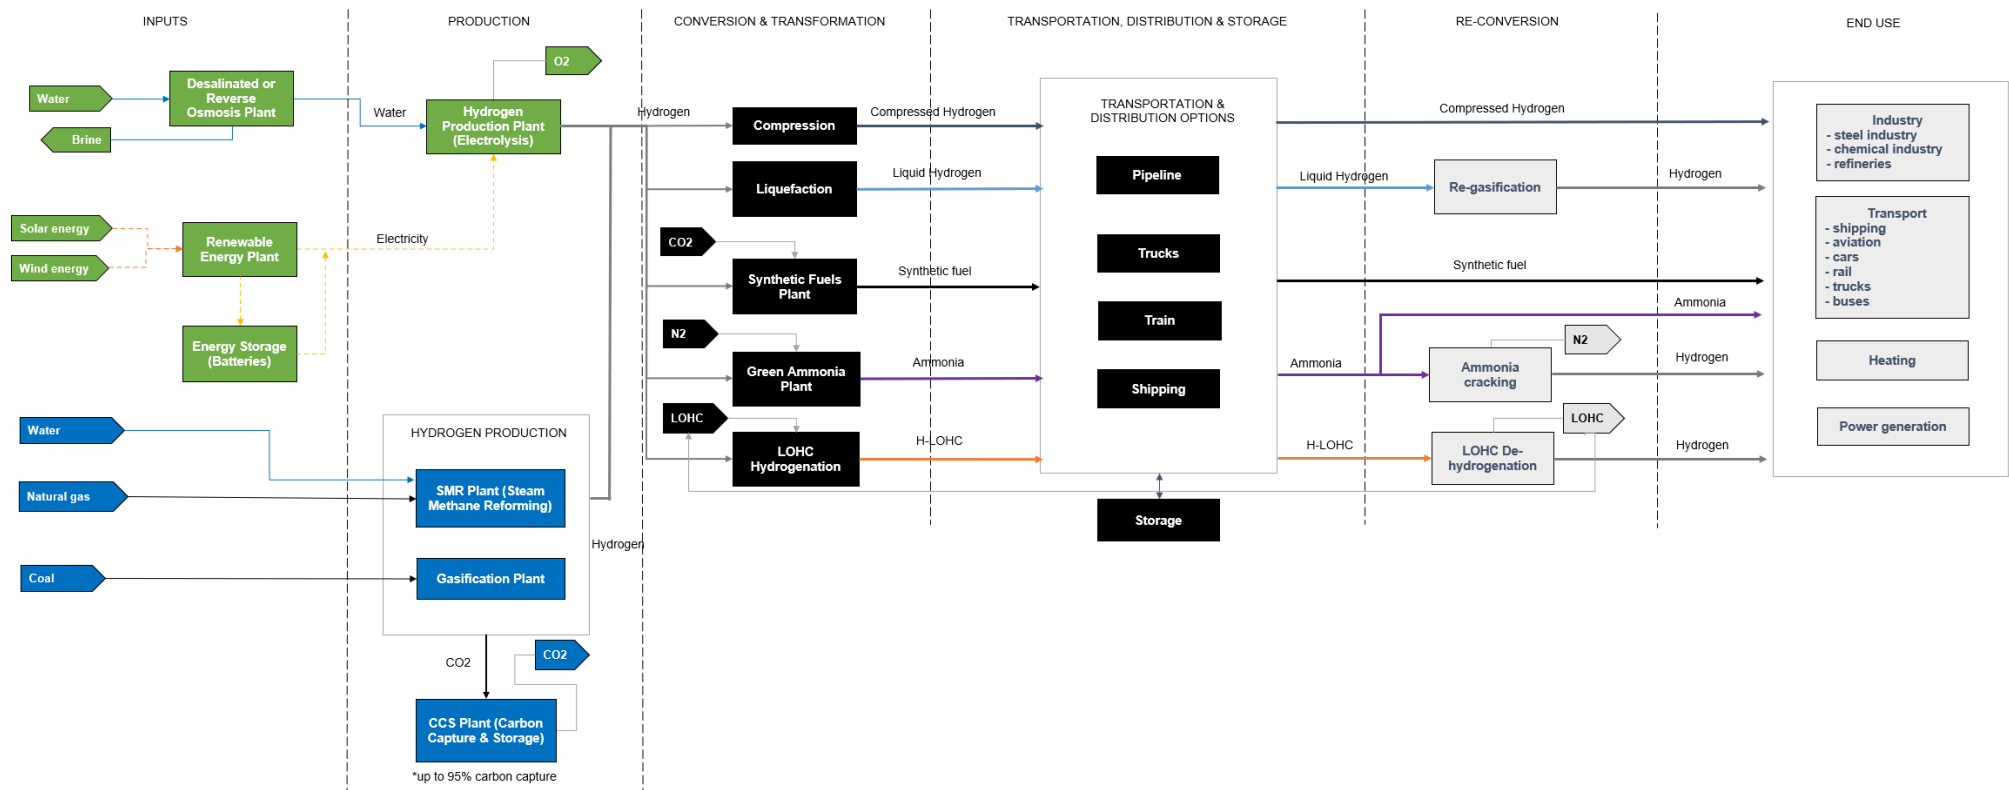 INPUTS
PRODUCTION
CONVERSION & TRANSFORMATION
TRANSPORTATION, DISTRIBUTION & STORAGE
RE-CONVERSION
END USE
Water
Brine
Desalinated or
Reverse
Osmosis Plant
Solar energy
Wind energy
Renewable
Energy Plant
Energy Storage
(Batteries)
Water
Natural gas
Coal
Water
Electricity
O2
Hydrogen
Production Plant
(Electrolysis)
HYDROGEN PRODUCTION
SMR Plant (Steam
Methane Reforming)
Gasification Plant
Hydrogen
CO2
CO2
CCS Plant (Carbon
Capture & Storage)
*up to 95% carbon capture
Hydrogen
Compression
Liquefaction
CO2
Synthetic Fuels
Plant
N2
Green Ammonia
Plant
LOHC
LOHC
Hydrogenation
Compressed Hydrogen
Liquid Hydrogen
Synthetic fuel
Ammonia
H-LOHC
TRANSPORTATION &
DISTRIBUTION OPTIONS
Pipeline
Trucks
Train
Shipping
Storage
Compressed Hydrogen
Liquid Hydrogen
Re-gasification
Hydrogen
Synthetic fuel
Ammonia
Ammonia
N2
Ammonia
cracking
Hydrogen
LOHC
H-LOHC
LOHC De-
hydrogenation
Hydrogen
Industry
- steel industry
- chemical industry
- refineries
Transport
- shipping
- aviation
- cars
- rail
- trucks
- buses
Heating
Power generation